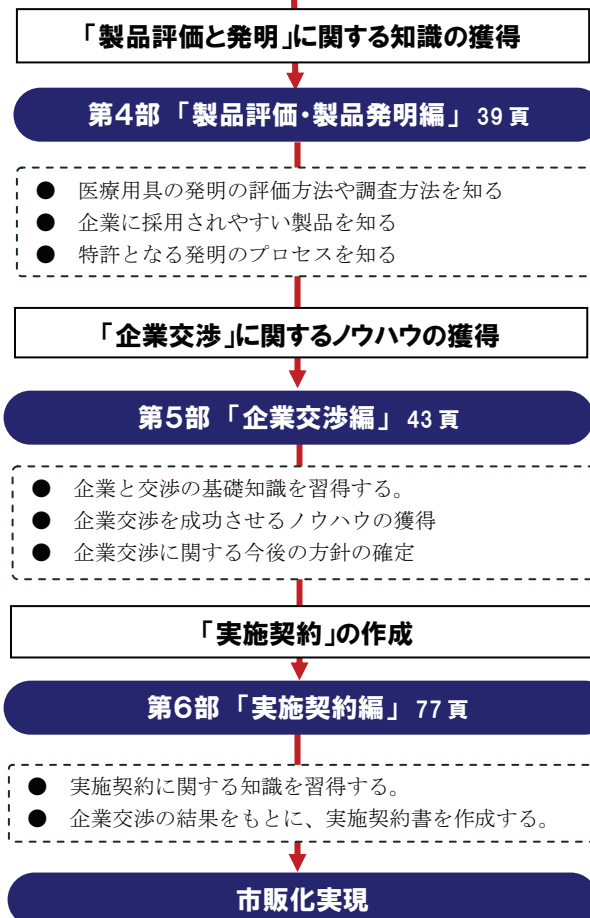 「製品評価と発明」に関する知識の獲得
第4部 「製品評価・製品発明編」 39 頁
● 医療用具の発明の評価方法や調査方法を知る
● 企業に採用されやすい製品を知る
● 特許となる発明のプロセスを知る
「企業交渉」に関するノウハウの獲得
第5部 「企業交渉編」 43 頁
● 企業と交渉の基礎知識を習得する。
● 企業交渉を成功させるノウハウの獲得
● 企業交渉に関する今後の方針の確定
「実施契約」の作成
第6部 「実施契約編」 77 頁
● 実施契約に関する知識を習得する。
● 企業交渉の結果をもとに、実施契約書を作成する。
市販化実現